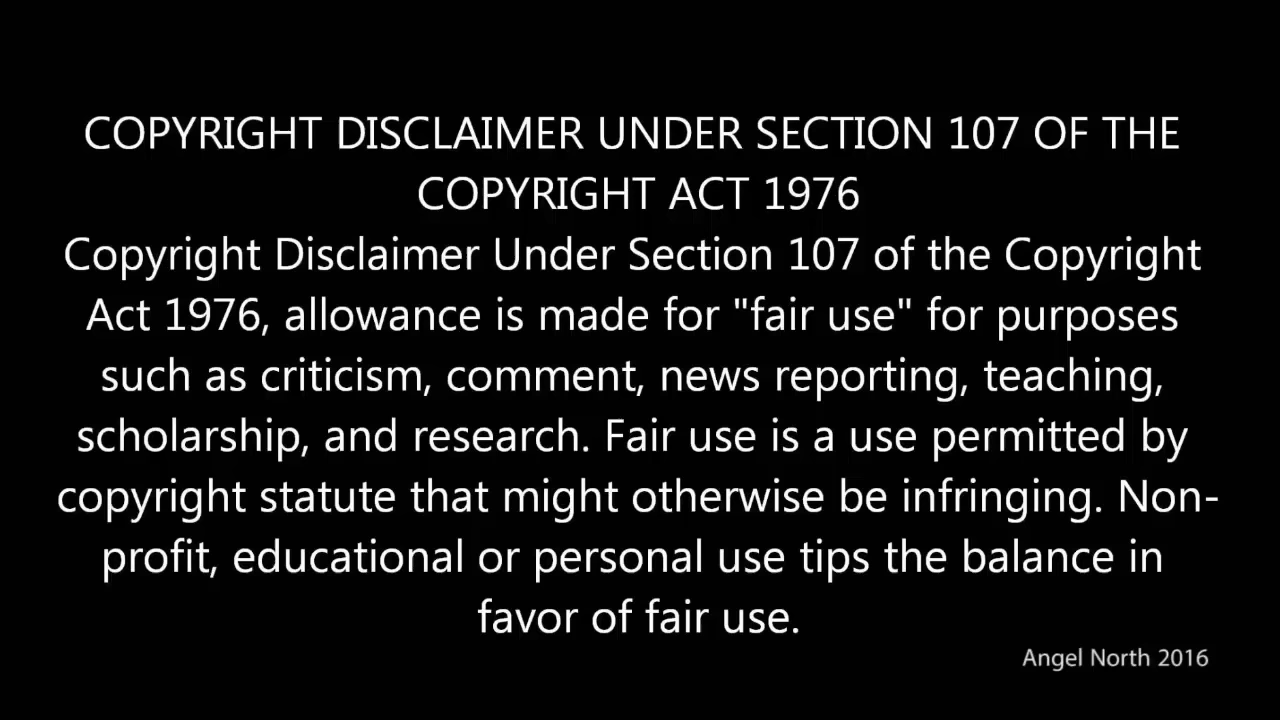 COPYRIGHT DISCLAIMER UNDER SECTION 107 OF THE
COPYRIGHT ACT 1976
Copyright Disclaimer Under Section 107 of the Copyright
Act 1976, allowance is made for "fair use" for purposes
such as criticism, comment, news reporting, teaching,
scholarship, and research. Fair use is a use permitted by
copyright statute that might otherwise be infringing. Non-
profit, educational or personal use tips the balance in
favor of fair use.
Angel North 2016